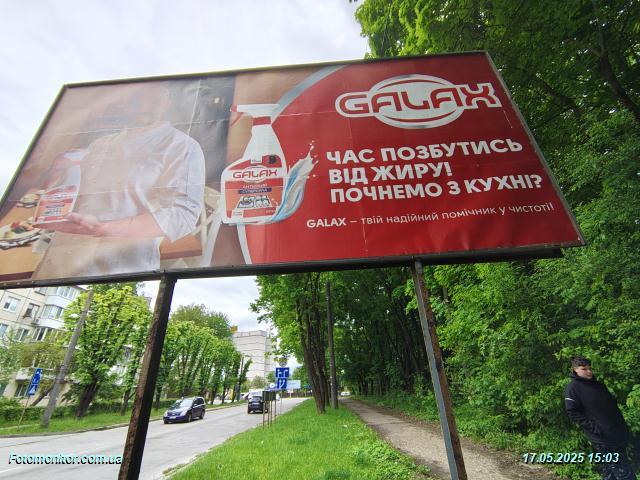 GALAX
ЧАС ПОЗБУТИСЬ
ВІД ЖИРУ!
ПОЧНЕМО З КУХНІ?
GALAX – твій надійний помічник у чистоті!
GALAX
Fotomonitor.com.ua
17.05.2025 15:03